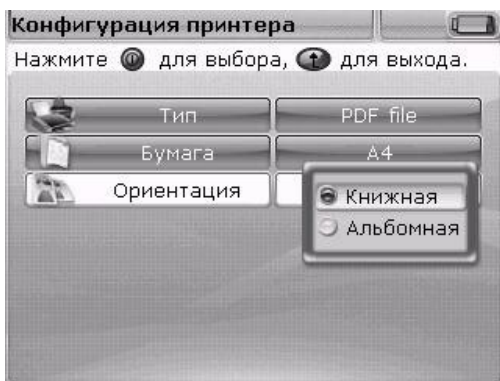 Конфигурация принтера
Нажмите для выбора, для выхода.
Тип PDF file
Бумага A4
Ориентация
Книжная
Альбомная